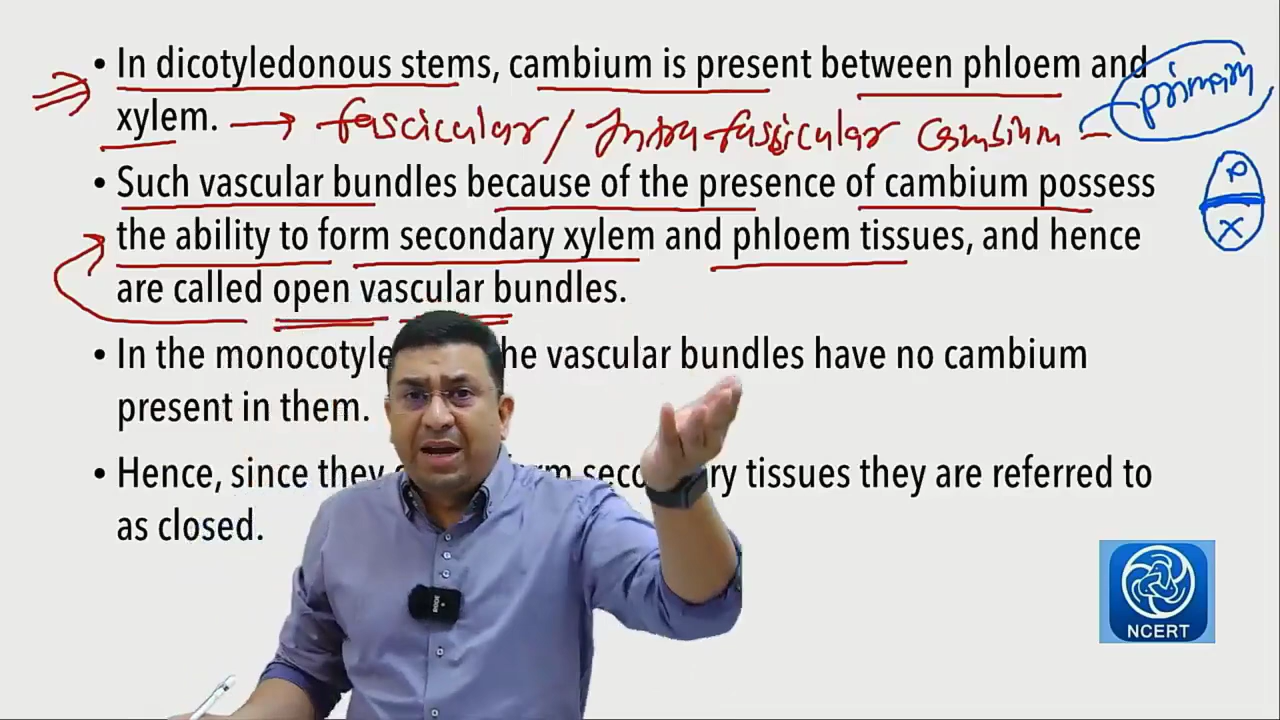 • In dicotyledonous stems, cambium is present between phloem and
xylem. → fascicular / Intrafascicular Cambium – primary
• Such vascular bundles because of the presence of cambium possess
the ability to form secondary xylem and phloem tissues, and hence
are called open vascular bundles.
P
X
• In the monocotyle he vascular bundles have no cambium
present in them.
• Hence, since they rm seco ry tissues they are referred to
as closed.
NCERT